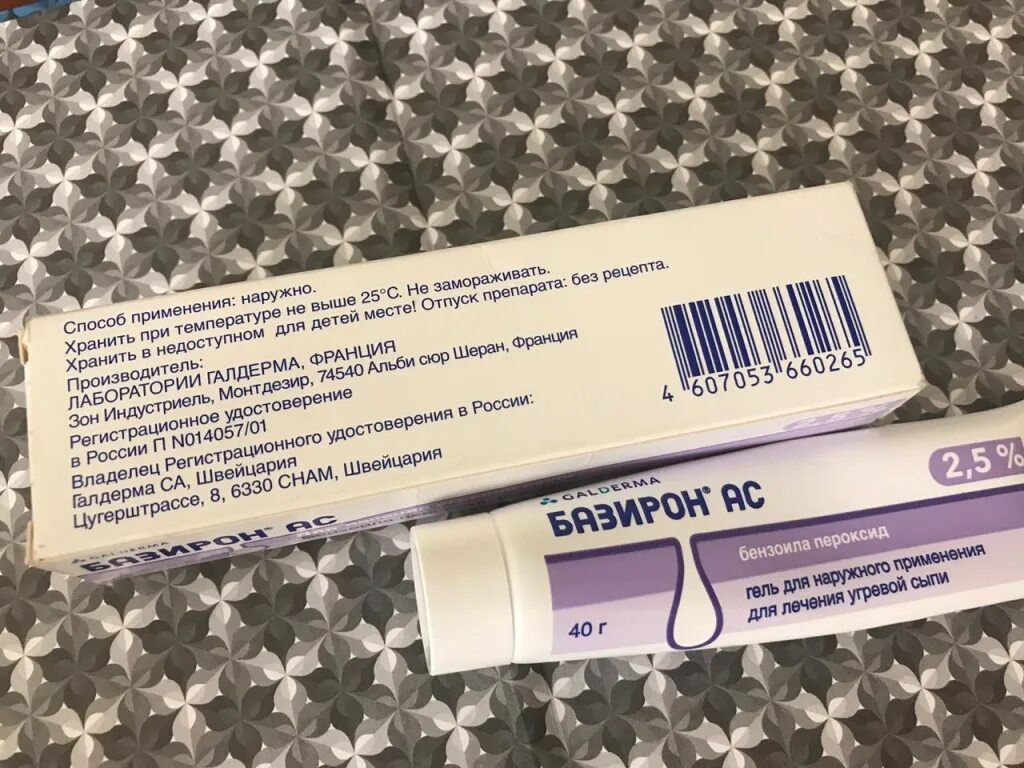 Способ применения: наружно.
Хранить при температуре не выше 25°С. Не замораживать.
Хранить в недоступном для детей месте! Отпуск препарата: без рецепта.
Производитель:
ЛАБОРАТОРИИ ГАЛДЕРМА, ФРАНЦИЯ
Зон Индустриель, Монтдезир, 74540 Альби сюр Шеран, Франция
Регистрационное удостоверение
в России П N014057/01
Владелец Регистрационного удостоверения в России:
Галдерма СА, Швейцария
Цугерштрассе, 8, 6330 CHAM, Швейцария
4 607053 660265
GALDERMA
БАЗИРОН® АС
GALDERMA
БАЗИРОН® АС
2,5 %
бензоила пероксид
гель для наружного применения
для лечения угревой сыпи
40 г